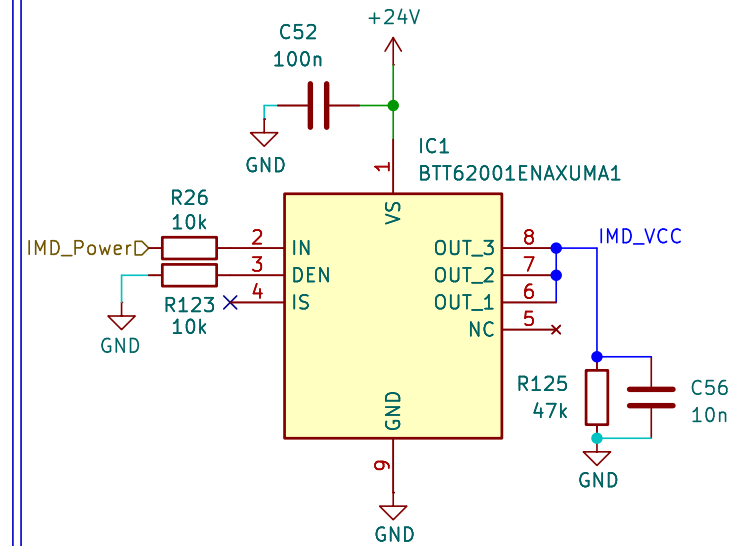 +24V
C52
100n
GND
IC1
BTT62001ENAXUMA1
1
VS
R26
10k
IMD_Power
2
IN
OUT_3
8
IMD_VCC
3
DEN
OUT_2
7
R123
10k
4
IS
OUT_1
6
NC
5
GND
R125
47k
C56
10n
GND
9
GND
GND